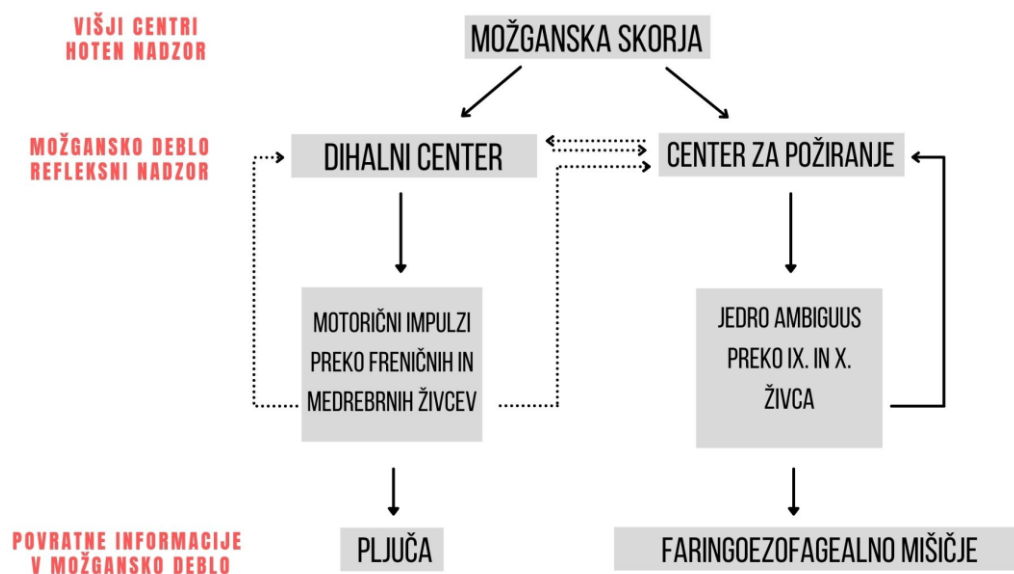 VIŠJI CENTRI
HOTEN NADZOR
MOŽGANSKA SKORJA
MOŽGANSKO DEBLO
REFLEKSNI NADZOR
DIHALNI CENTER
CENTER ZA POŽIRANJE
MOTORIČNI IMPULZI
PREKO FRENIČNIH IN
MEDREBRNIH ŽIVCEV
JEDRO AMBIGUUS
PREKO IX. IN X.
ŽIVCA
POVRATNE INFORMACIJE
V MOŽGANSKO DEBLO
PLJUČA
FARINGOEZOFAGEALNO MIŠIČJE